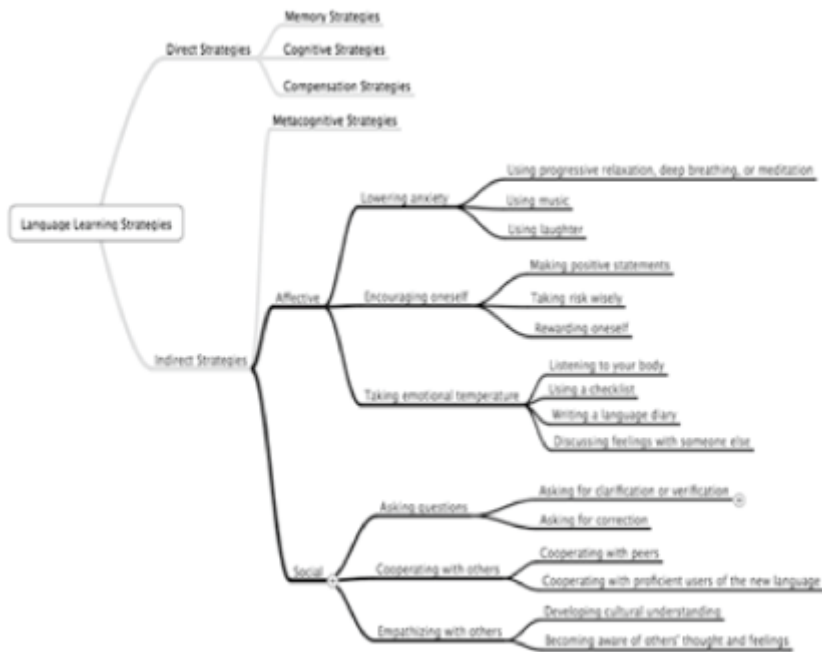 Memory Strategies
Direct Strategies
Cognitive Strategies
Compensation Strategies
Metacognitive Strategies
Language Learning Strategies
Using progressive relaxation, deep breathing, or meditation
Lowering anxiety
Using music
Using laughter
Making positive statements
Affective
Encouraging oneself
Taking risk wisely
Rewarding oneself
Indirect Strategies
Listening to your body
Taking emotional temperature
Using a checklist
Writing a language diary
Discussing feelings with someone else
Asking for clarification or verification
Asking questions
Asking for correction
Cooperating with peers
Social
Cooperating with others
Cooperating with proficient users of the new language
Developing cultural understanding
Empathizing with others
Becoming aware of others' thought and feelings